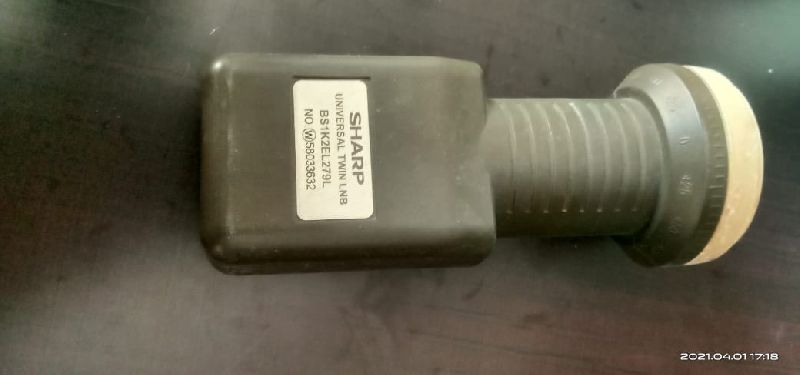 SHARP
UNIVERSAL TWIN LNB
BS1K2EL279L
NO Ⓦ58033632
2021.04.01 17:18